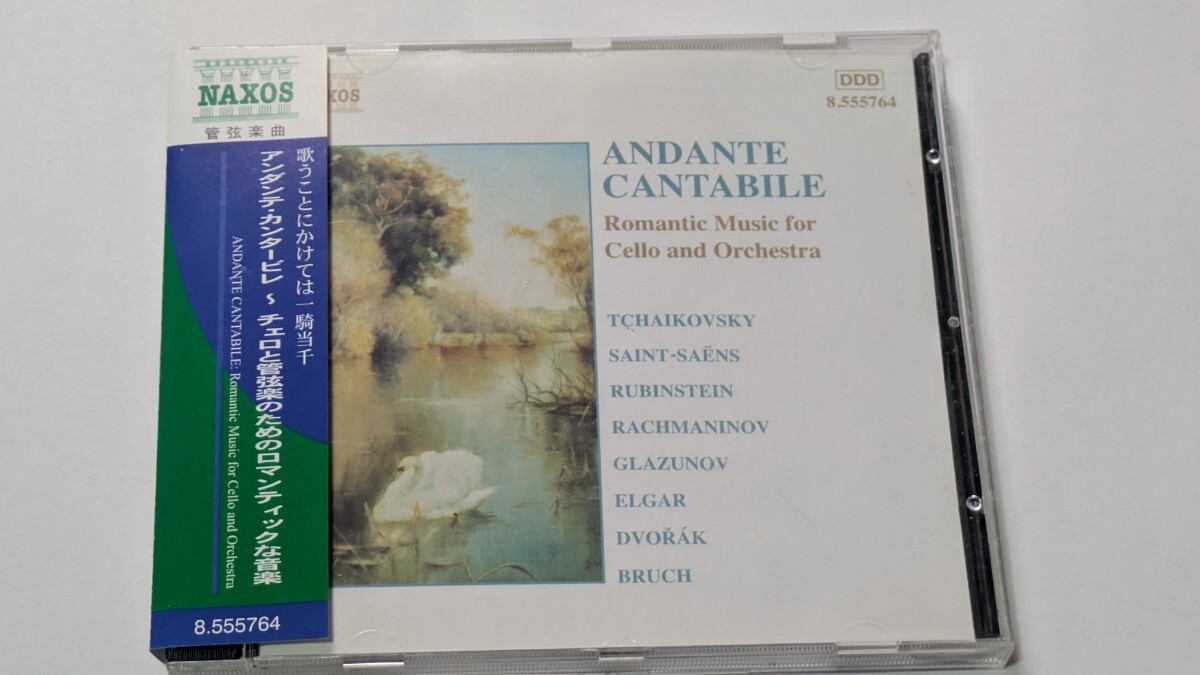 NAXOS
管弦楽曲
歌うことにかけては一騎当千
アンダンテ・カンタービレ ~ チェロと管弦楽のためのロマンティックな音楽
ANDANTE CANTABILE: Romantic Music for Cello and Orchestra
8.555764
XOS
DDD
8.555764
ANDANTE
CANTABILE
Romantic Music for
Cello and Orchestra
TCHAIKOVSKY
SAINT-SAËNS
RUBINSTEIN
RACHMANINOV
GLAZUNOV
ELGAR
DVOŘÁK
BRUCH